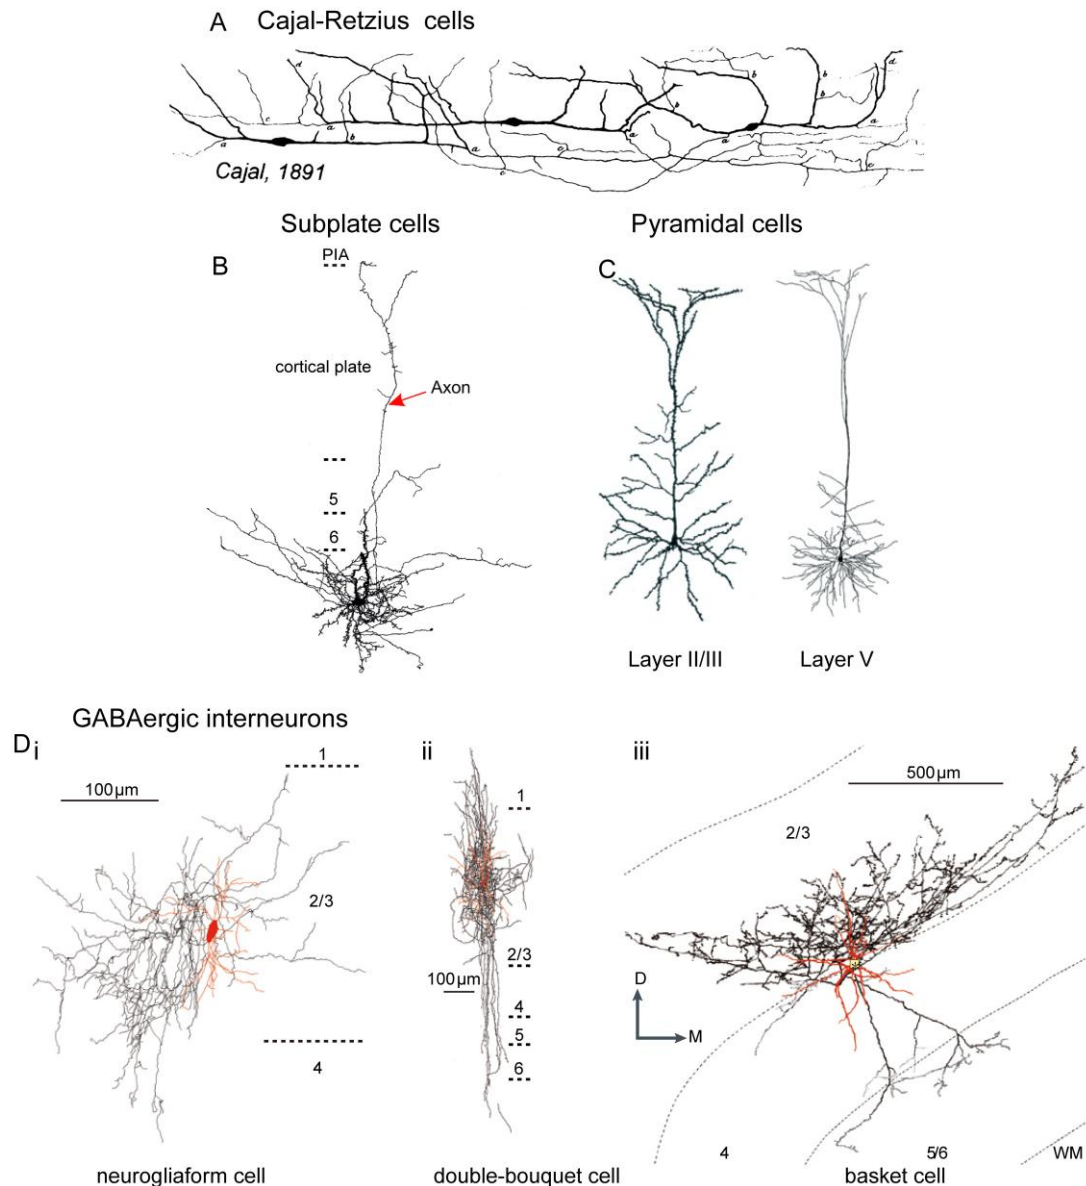 A Cajal-Retzius cells
d
b
b
d
c
a
b
b
a
a
a
a
b
a
c
c
c
Cajal, 1891
Subplate cells
Pyramidal cells
B
PIA
C
cortical plate
Axon
5
6
Layer II/III
Layer V
GABAergic interneurons
Di
ii
iii
1
100µm
2/3
4
1
2/3
100µm
4
5
6
500µm
2/3
D
M
4
5/6
WM
neurogliaform cell
double-bouquet cell
basket cell